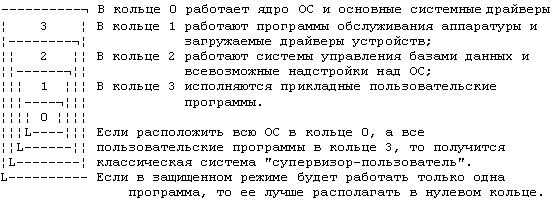 В кольце 0 работает ядро ОС и основные системные драйверы
3 В кольце 1 работают программы обслуживания аппаратуры и
загружаемые драйверы устройств;
2 В кольце 2 работают системы управления базами данных и
всевозможные надстройки над ОС;
1 В кольце 3 исполняются прикладные пользовательские
программы.
0
Если расположить всю ОС в кольце 0, а все
пользовательские программы в кольце 3, то получится
классическая система "супервизор-пользователь".
Если в защищенном режиме будет работать только одна
программа, то ее лучше располагать в нулевом кольце.